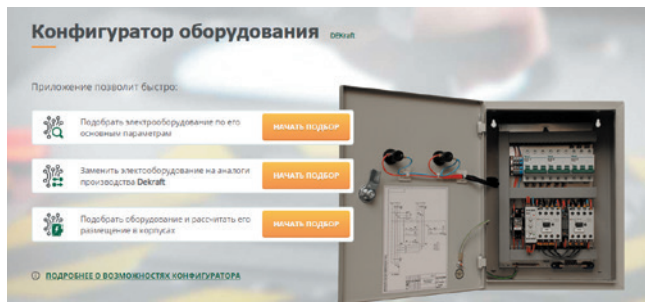 Конфигуратор оборудования DEKraft
Приложение позволит быстро:
Подобрать электрооборудование по его
основным параметрам
НАЧАТЬ ПОДБОР
Заменить электооборудование на аналоги
производства Dekraft
НАЧАТЬ ПОДБОР
Подобрать оборудование и рассчитать его
размещение в корпусах
НАЧАТЬ ПОДБОР
ПОДРОБНЕЕ О ВОЗМОЖНОСТЯХ КОНФИГУРАТОРА